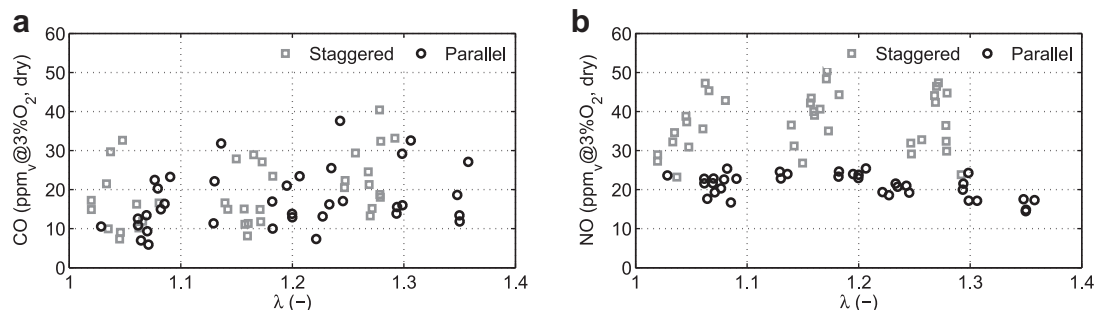 a
60
50
40
30
20
10
0
CO (ppmv@3%O2, dry)
Staggered
Parallel
1
1.1
1.2
1.3
1.4
λ (−)
b
60
50
40
30
20
10
0
NO (ppmv@3%O2, dry)
Staggered
Parallel
1
1.1
1.2
1.3
1.4
λ (−)